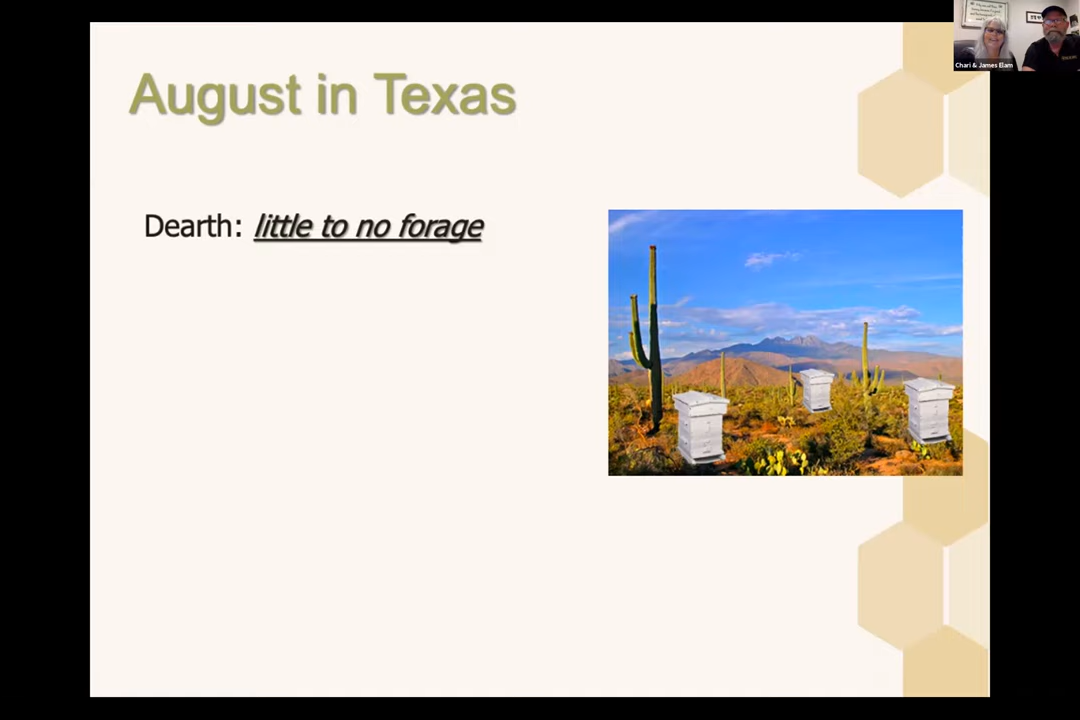 August in Texas
Dearth: little to no forage
Chari & James Elam